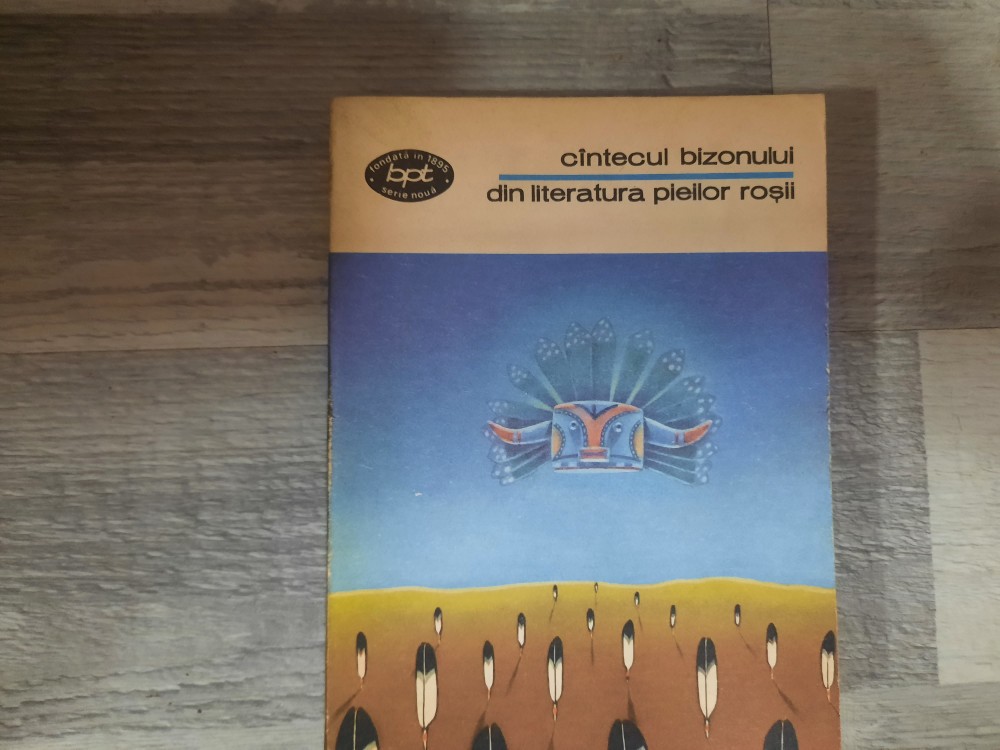 fondată în 1895
bpt
serie nouă
cîntecul bizonului
din literatura pieilor roșii